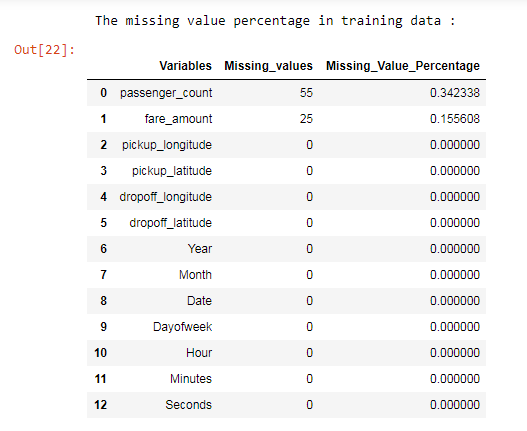 The missing value percentage in training data :
Out[22]:
Variables Missing_values Missing_Value_Percentage
0 passenger_count 55 0.342338
1 fare_amount 25 0.155608
2 pickup_longitude 0 0.000000
3 pickup_latitude 0 0.000000
4 dropoff_longitude 0 0.000000
5 dropoff_latitude 0 0.000000
6 Year 0 0.000000
7 Month 0 0.000000
8 Date 0 0.000000
9 Dayofweek 0 0.000000
10 Hour 0 0.000000
11 Minutes 0 0.000000
12 Seconds 0 0.000000